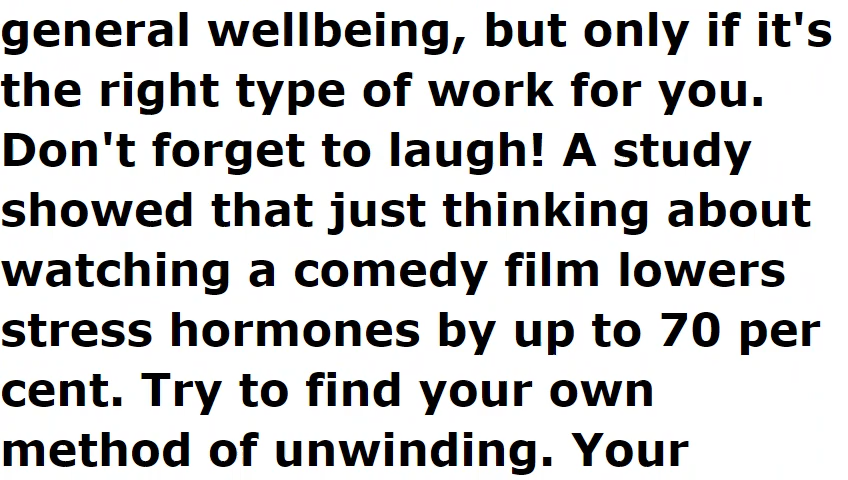 general wellbeing, but only if it's
the right type of work for you.
Don't forget to laugh! A study
showed that just thinking about
watching a comedy film lowers
stress hormones by up to 70 per
cent. Try to find your own
method of unwinding. Your